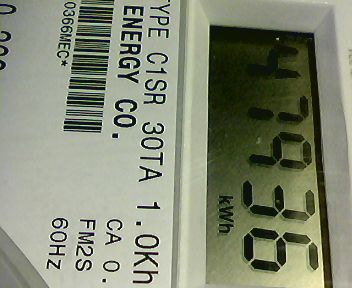 47936
kWh
TYPE C1SR 30TA 1.0Kh
ENERGY CO.
CA 0.
FM2S
60HZ
0366MEC*